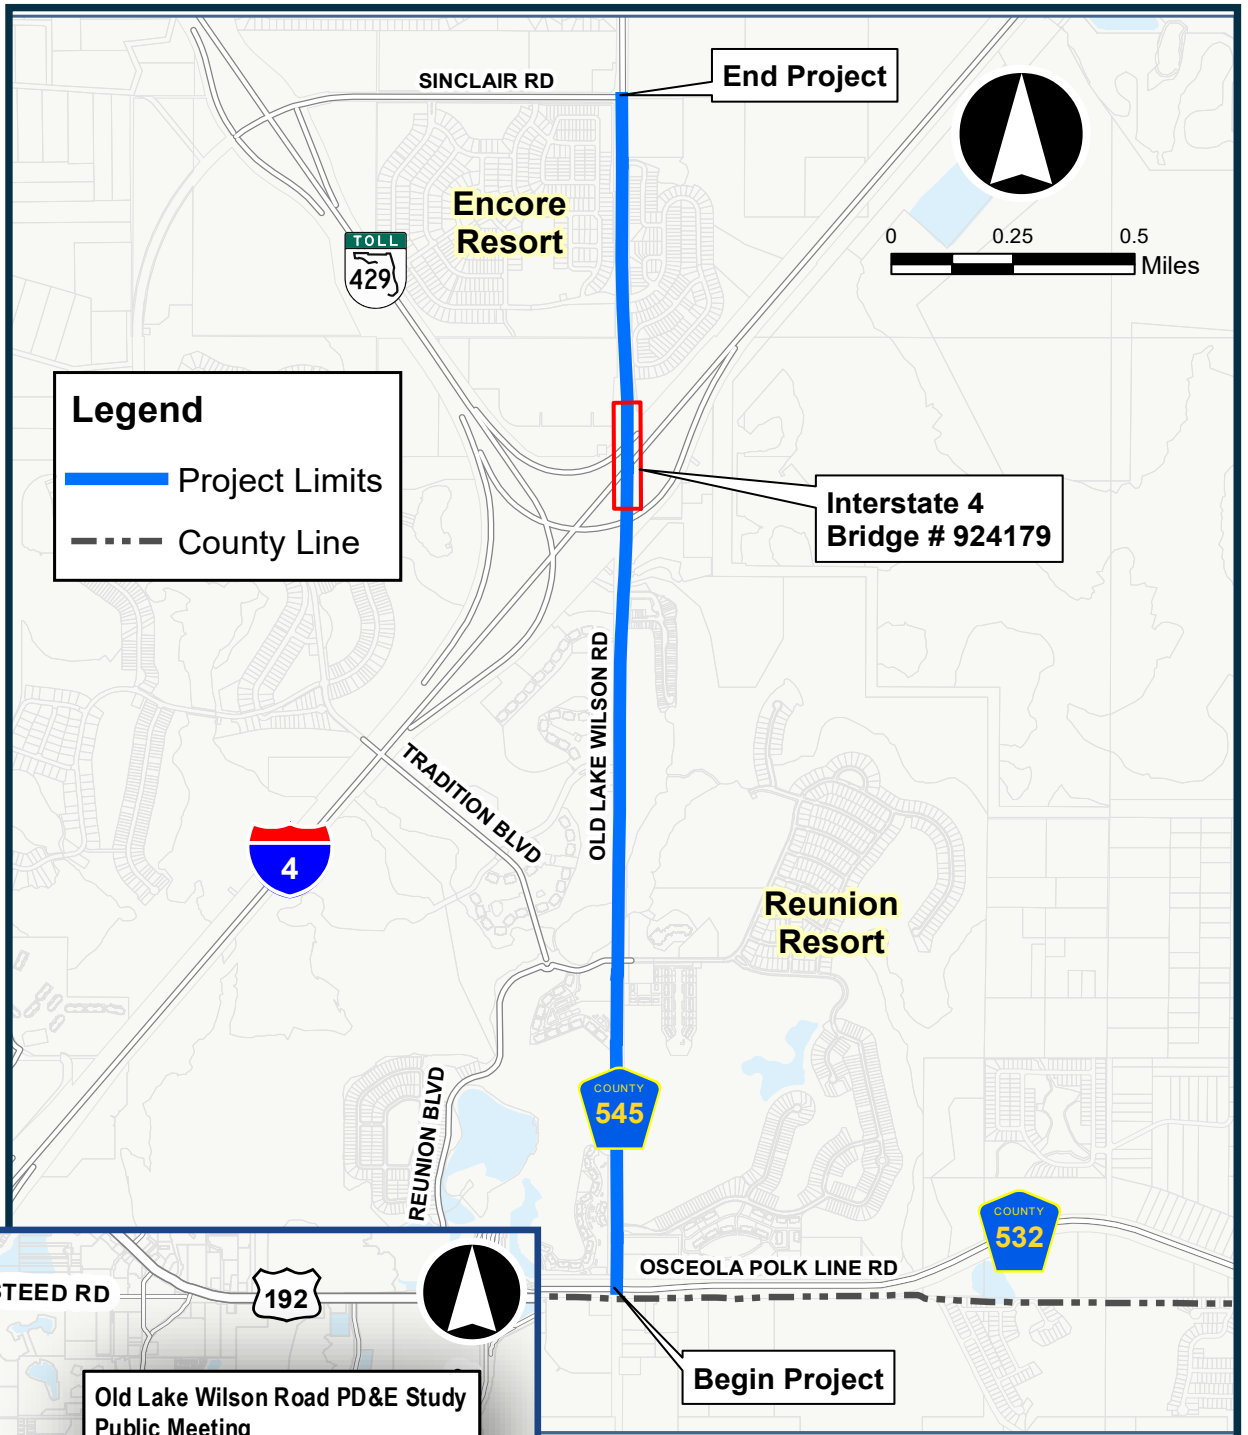 SINCLAIR RD
End Project
Encore
Resort
TOLL
429
0 0.25 0.5
Miles
Legend
Project Limits
County Line
Interstate 4
Bridge # 924179
OLD LAKE WILSON RD
TRADITION BLVD
4
Reunion
Resort
REUNION BLVD
COUNTY
545
COUNTY
532
OSCEOLA POLK LINE RD
Begin Project
STEED RD
192
Old Lake Wilson Road PD&E Study
Public Meeting